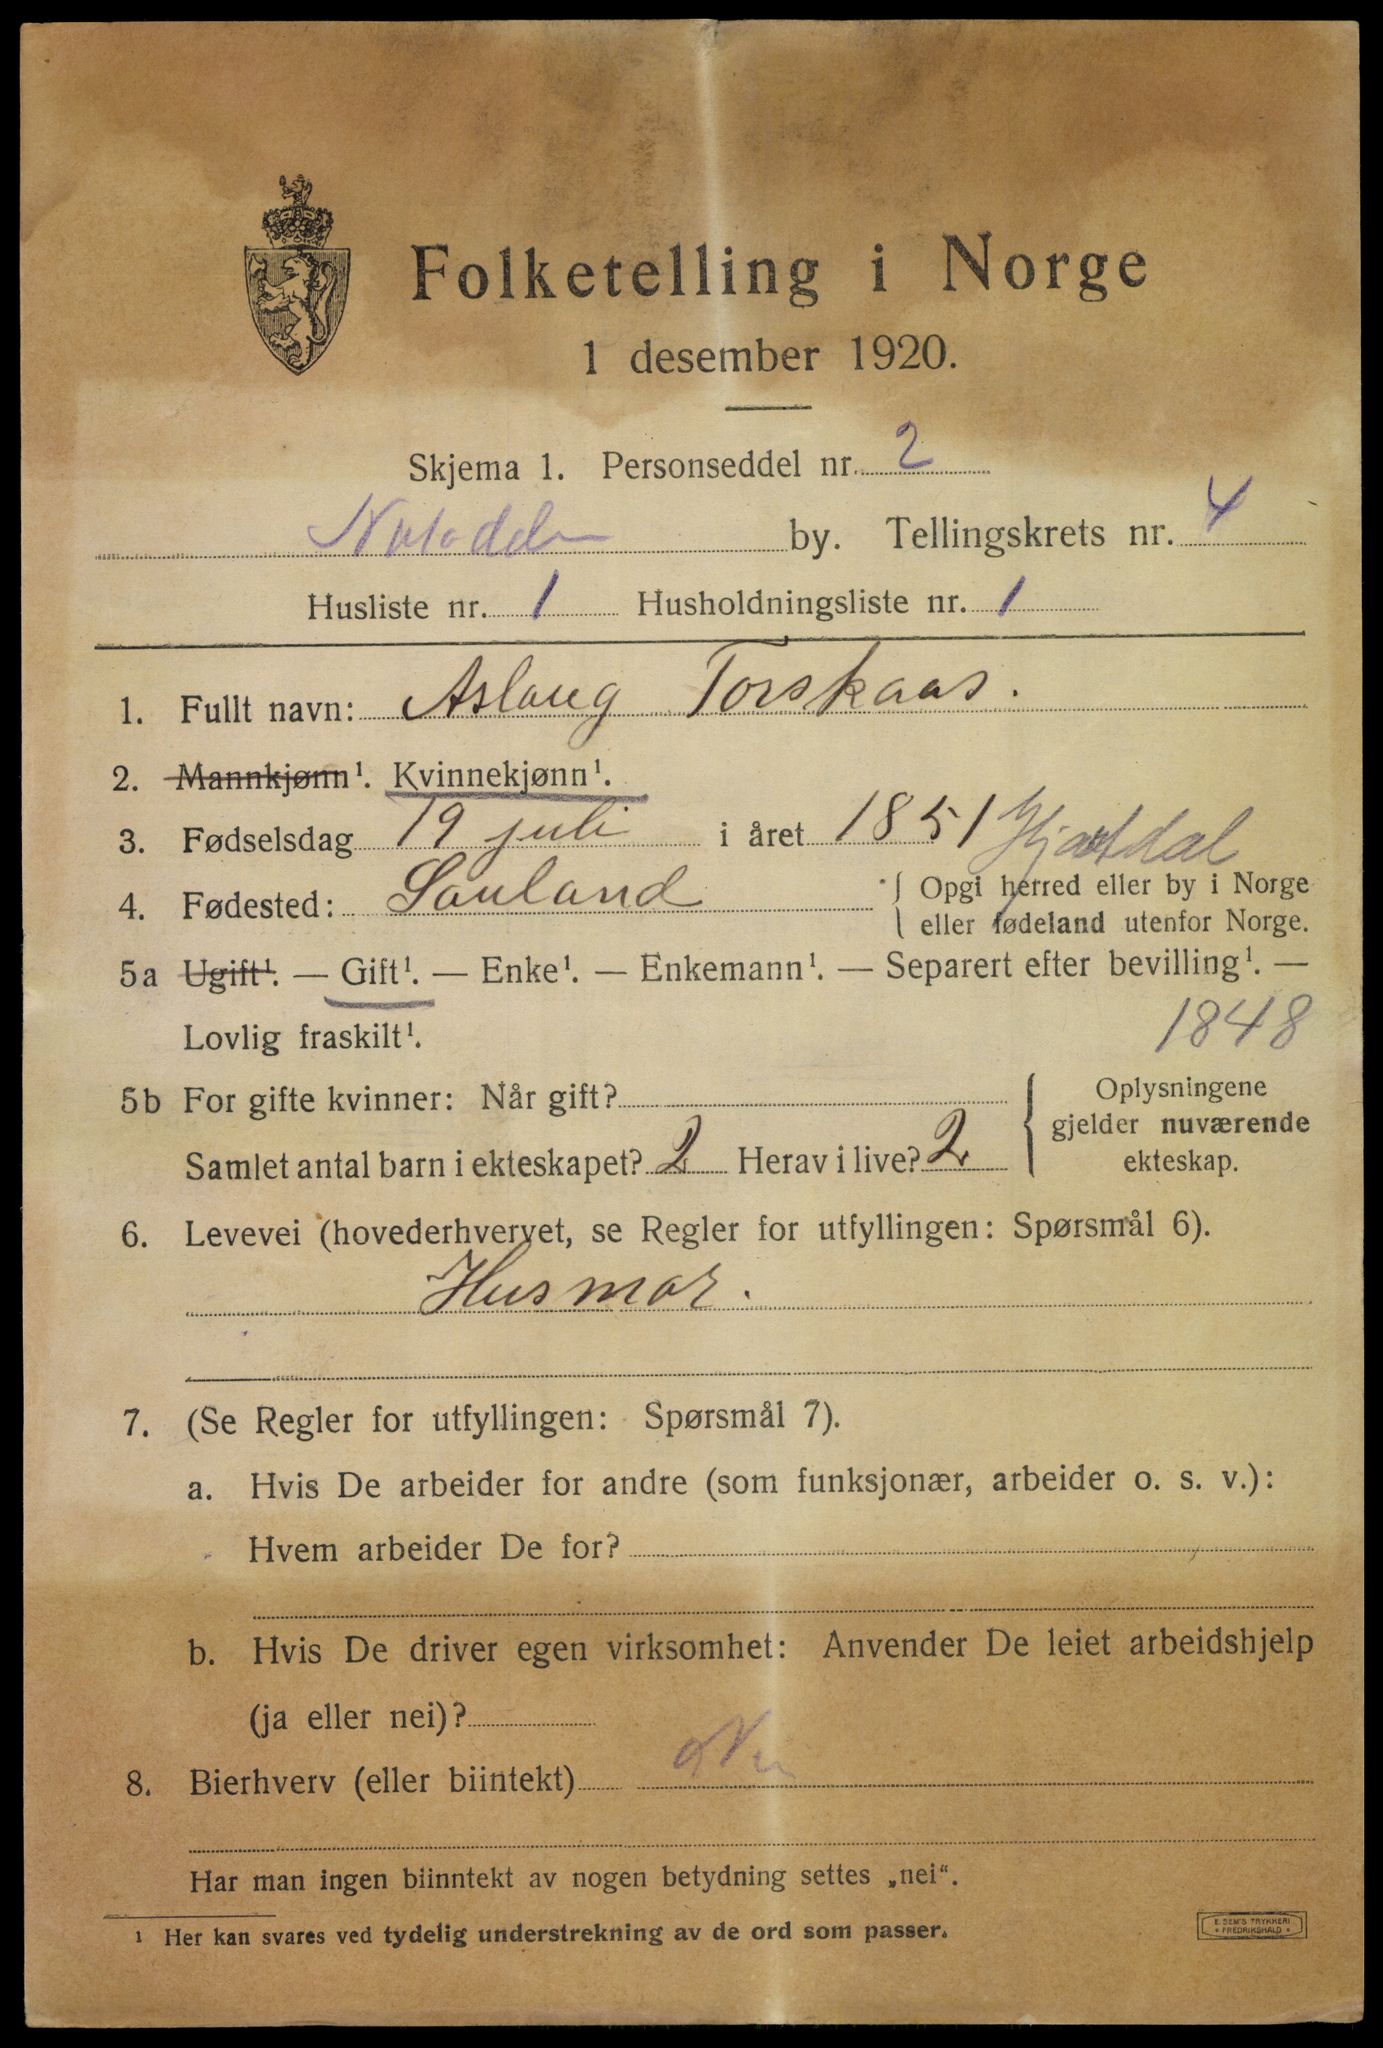 Folketelling i Norge
1 desember 1920.
Skjema 1. Personseddel nr. 2
Notodden by. Tellingskrets nr. 4
Husliste nr. 1 Husholdningsliste nr. 1
1. Fullt navn: Aslaug Torskaas.
2. Mannkjønn¹. Kvinnekjønn¹.
3. Fødselsdag 19 juli i året 1851 Hjartdal
4. Fødested: Sauland { Opgi herred eller by i Norge
eller fødeland utenfor Norge.
5a Ugift¹. — Gift¹. — Enke¹. — Enkemann¹. — Separert efter bevilling¹. —
Lovlig fraskilt¹. 1848
5b For gifte kvinner: Når gift? { Oplysningene
gjelder nuværende
Samlet antal barn i ekteskapet? 2 Herav i live? 2 ekteskap.
6. Levevei (hovederhvervet, se Regler for utfyllingen: Spørsmål 6).
Husmor.
7. (Se Regler for utfyllingen: Spørsmål 7).
a. Hvis De arbeider for andre (som funksjonær, arbeider o. s. v.):
Hvem arbeider De for?
b. Hvis De driver egen virksomhet: Anvender De leiet arbeidshjelp
(ja eller nei)?
8. Bierhverv (eller biintekt) Nei
Har man ingen biinntekt av nogen betydning settes „nei“.
¹ Her kan svares ved tydelig understrekning av de ord som passer.
E. SEM'S TRYKKERI
• FREDRIKSHALD •